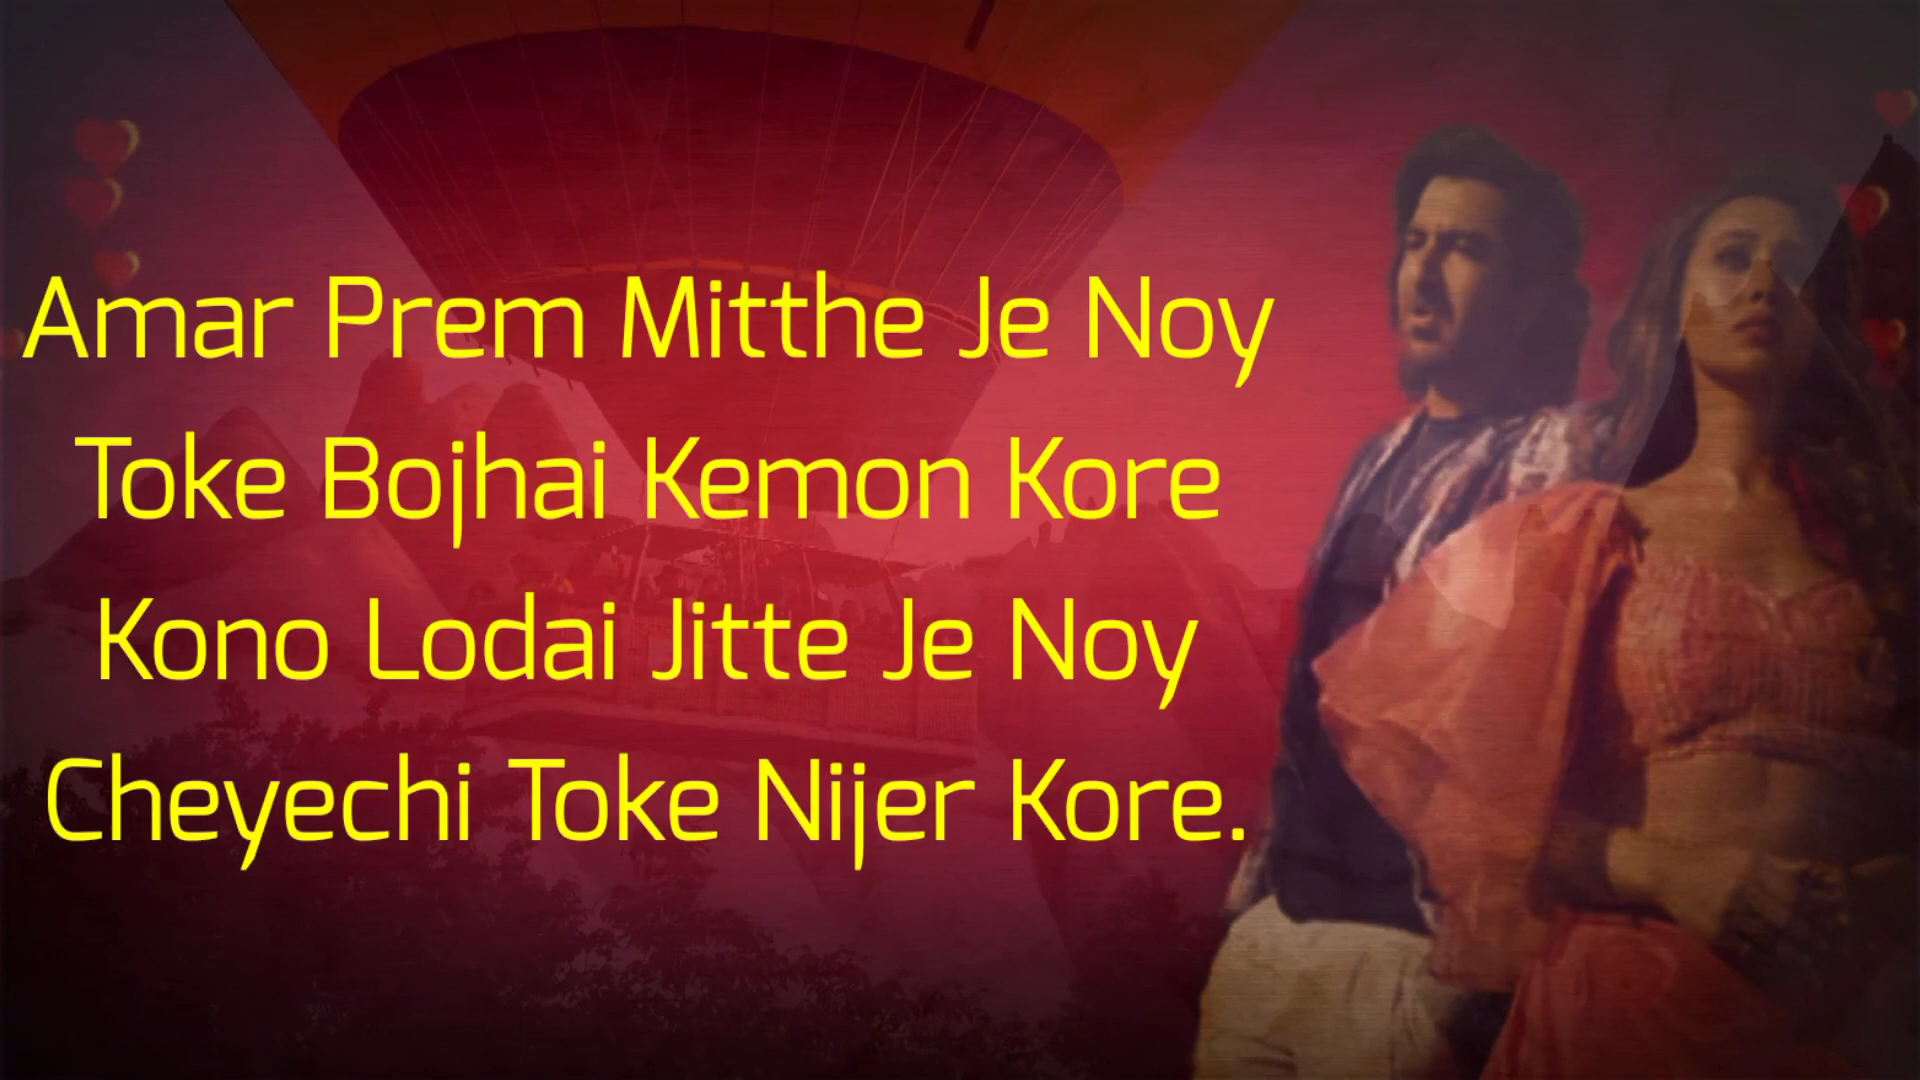 Amar Prem Mitthe Je Noy
Toke Bojhai Kemon Kore
Kono Lodai Jitte Je Noy
Cheyechi Toke Nijer Kore.